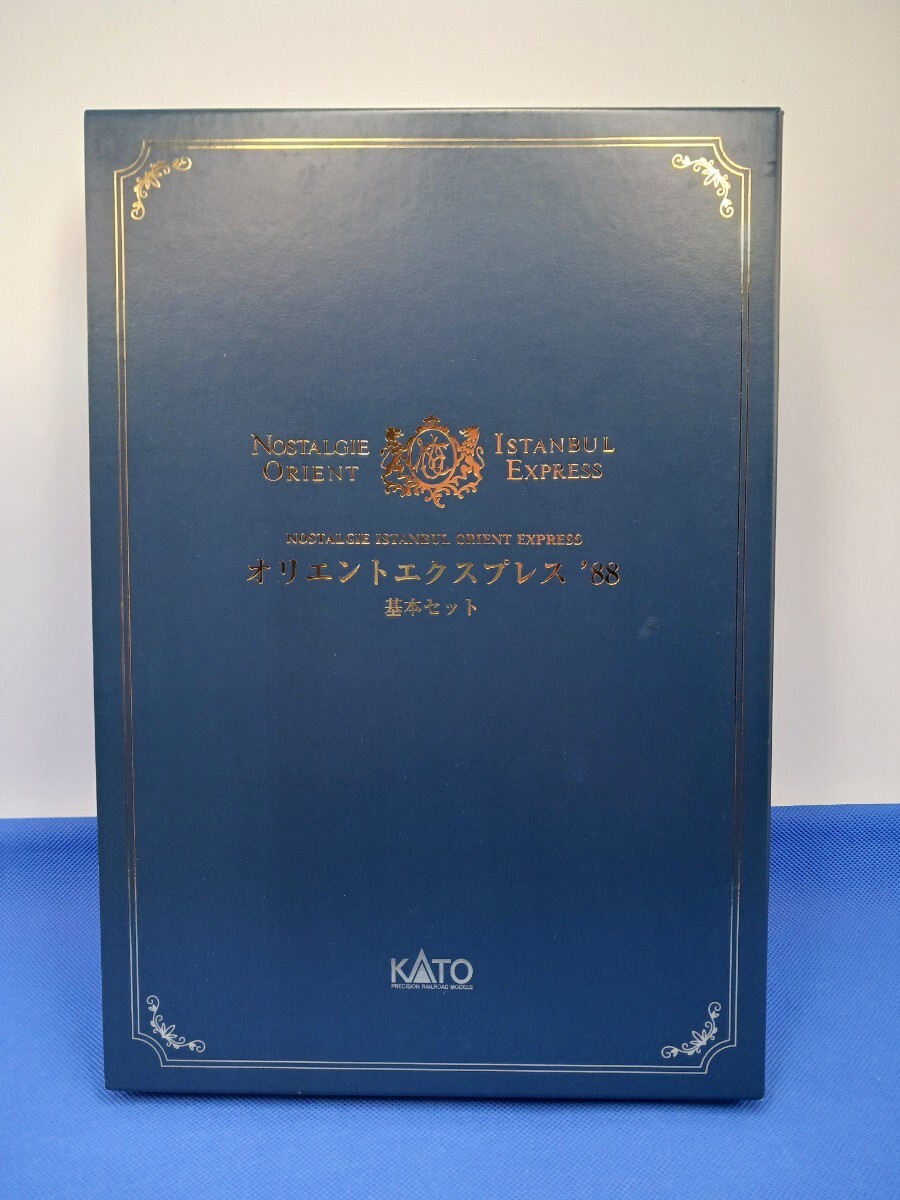 NOSTALGIE ISTANBUL
ORIENT EXPRESS
NOSTALGIE ISTANBUL ORIENT EXPRESS
オリエントエクスプレス ’88
基本セット
KATO
PRECISION RAILROAD MODELS